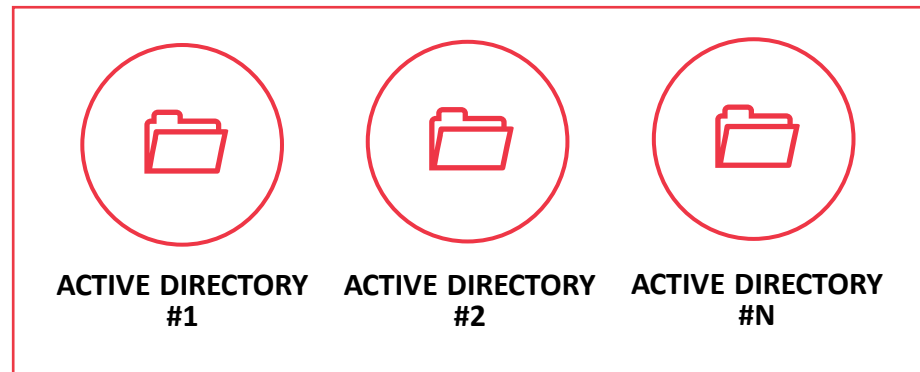 ACTIVE DIRECTORY
#1
ACTIVE DIRECTORY
#2
ACTIVE DIRECTORY
#N